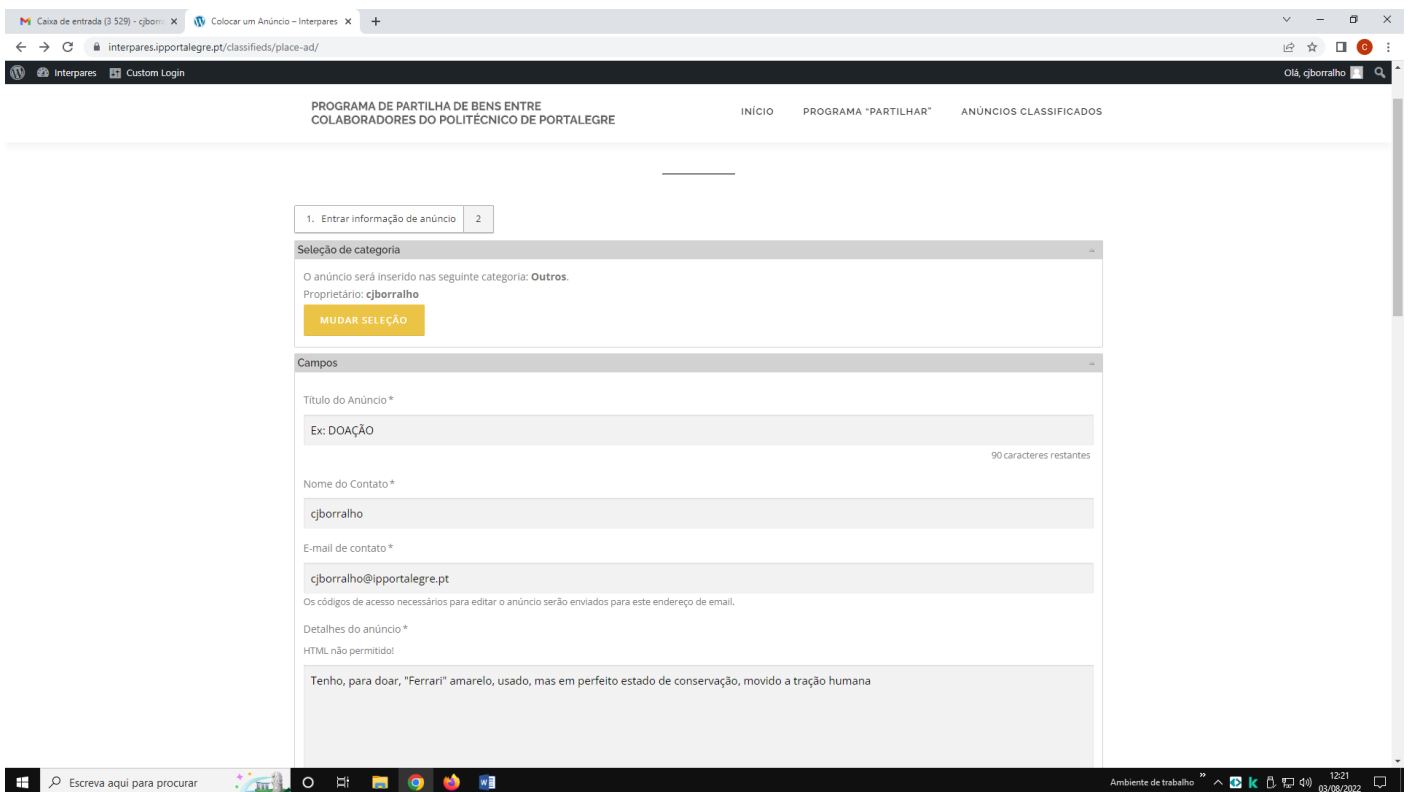 Caixa de entrada (3 529) - cjborr
Colocar um Anúncio – Interpares
interpares.ipportalegre.pt/classifieds/place-ad/
C
Interpares
Custom Login
Olá, cjborralho
PROGRAMA DE PARTILHA DE BENS ENTRE
COLABORADORES DO POLITÉCNICO DE PORTALEGRE
INÍCIO
PROGRAMA “PARTILHAR”
ANÚNCIOS CLASSIFICADOS
1. Entrar informação de anúncio
2
Seleção de categoria
O anúncio será inserido nas seguinte categoria: Outros.
Proprietário: cjborralho
MUDAR SELEÇÃO
Campos
Título do Anúncio*
Ex: DOAÇÃO
90 caracteres restantes
Nome do Contato*
cjborralho
E-mail de contato*
cjborralho@ipportalegre.pt
Os códigos de acesso necessários para editar o anúncio serão enviados para este endereço de email.
Detalhes do anúncio*
HTML não permitido!
Tenho, para doar, "Ferrari" amarelo, usado, mas em perfeito estado de conservação, movido a tração humana
Escreva aqui para procurar
Ambiente de trabalho
12:21
03/08/2022